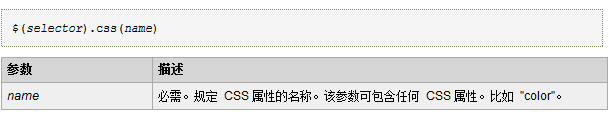 $(selector).css(name)
参数 描述
name 必需。规定 CSS 属性的名称。该参数可包含任何 CSS 属性。比如 "color"。